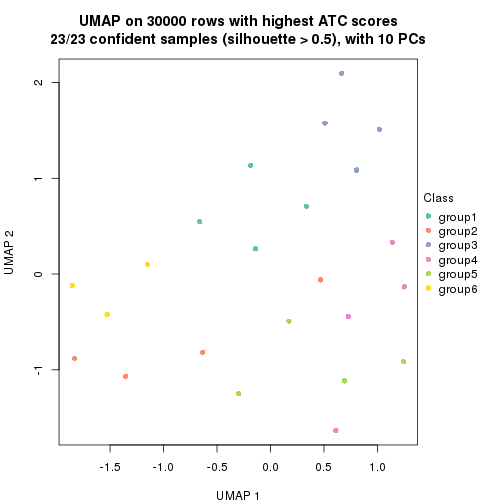 UMAP on 30000 rows with highest ATC scores
23/23 confident samples (silhouette > 0.5), with 10 PCs
2
1
0
-1
UMAP 2
-1.5
-1.0
-0.5
0.0
0.5
1.0
UMAP 1
Class
group1
group2
group3
group4
group5
group6